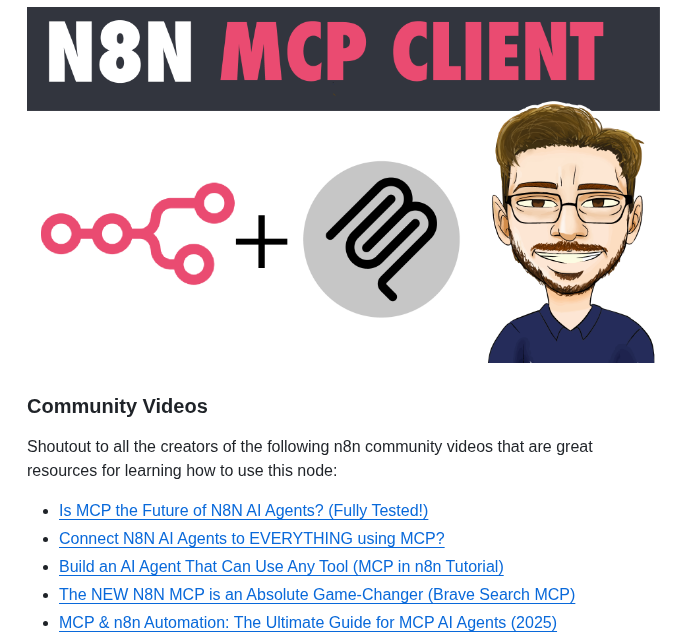 N8N MCP CLIENT
Community Videos
Shoutout to all the creators of the following n8n community videos that are great
resources for learning how to use this node:
Is MCP the Future of N8N AI Agents? (Fully Tested!)
Connect N8N AI Agents to EVERYTHING using MCP?
Build an AI Agent That Can Use Any Tool (MCP in n8n Tutorial)
The NEW N8N MCP is an Absolute Game-Changer (Brave Search MCP)
MCP & n8n Automation: The Ultimate Guide for MCP AI Agents (2025)